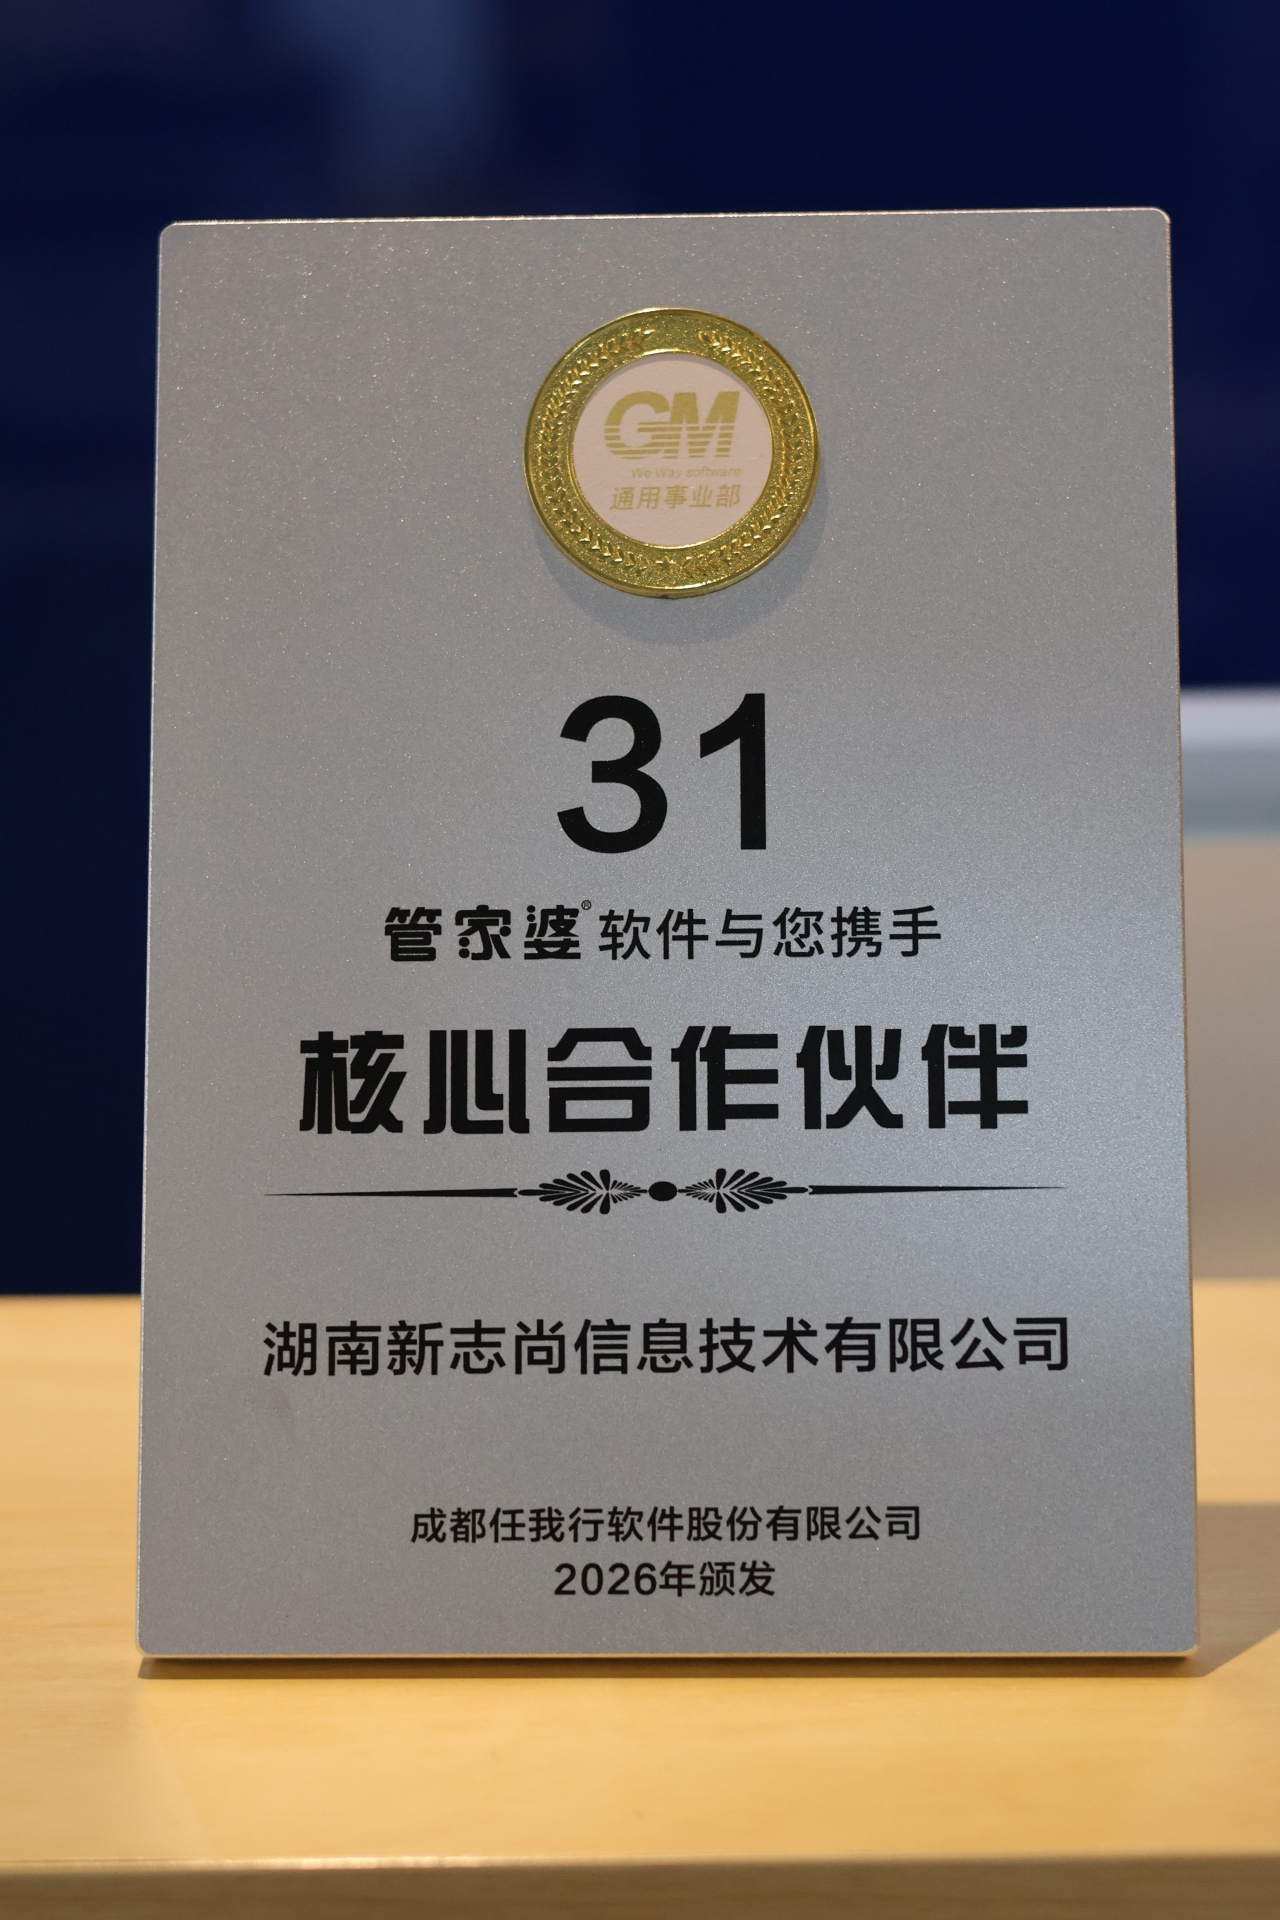 GM
We Way software
通用事业部
31
管家婆®软件与您携手
核心合作伙伴
湖南新志尚信息技术有限公司
成都任我行软件股份有限公司
2026年颁发